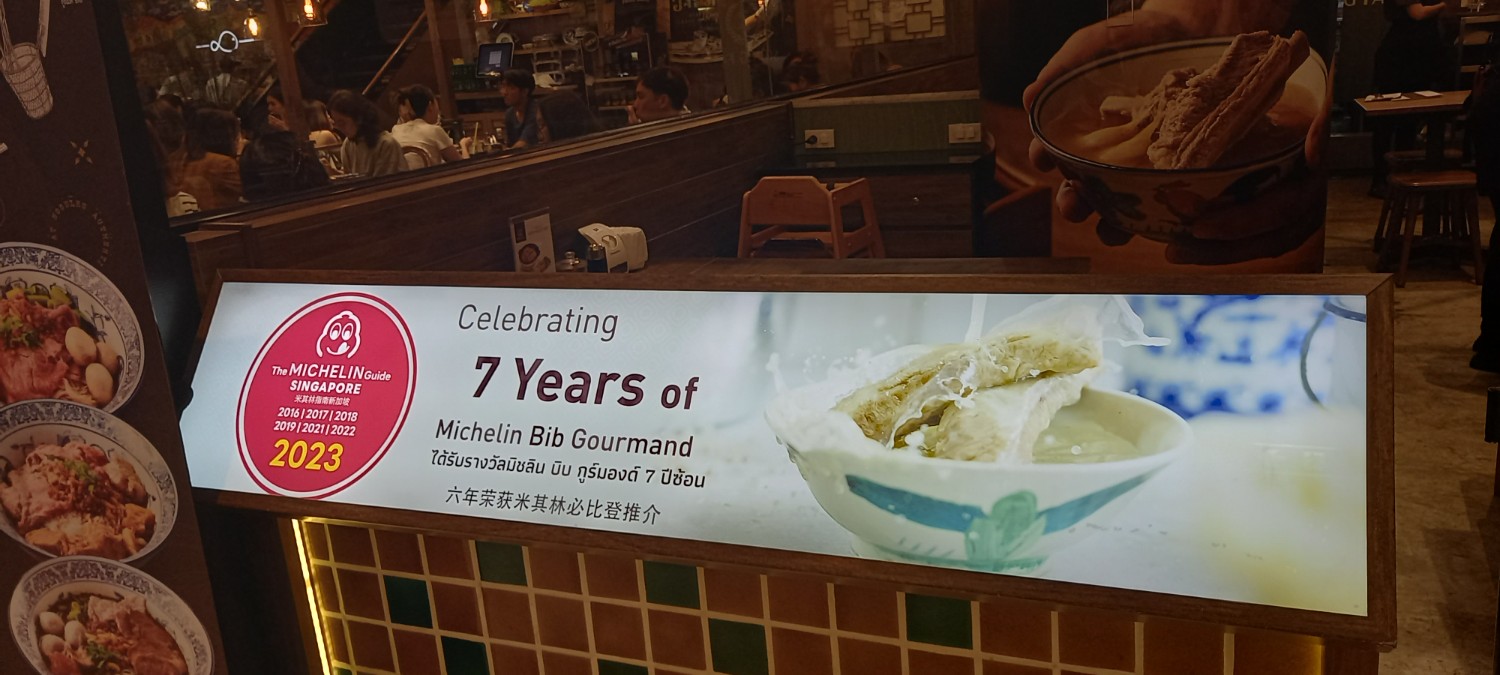 The MICHELIN Guide
SINGAPORE
米其林指南新加坡
2016 | 2017 | 2018
2019 | 2021 | 2022
2023
Celebrating
7 Years of
Michelin Bib Gourmand
ได้รับรางวัลมิชลิน บิบ กูร์มองด์ 7 ปีซ้อน
六年荣获米其林必比登推介